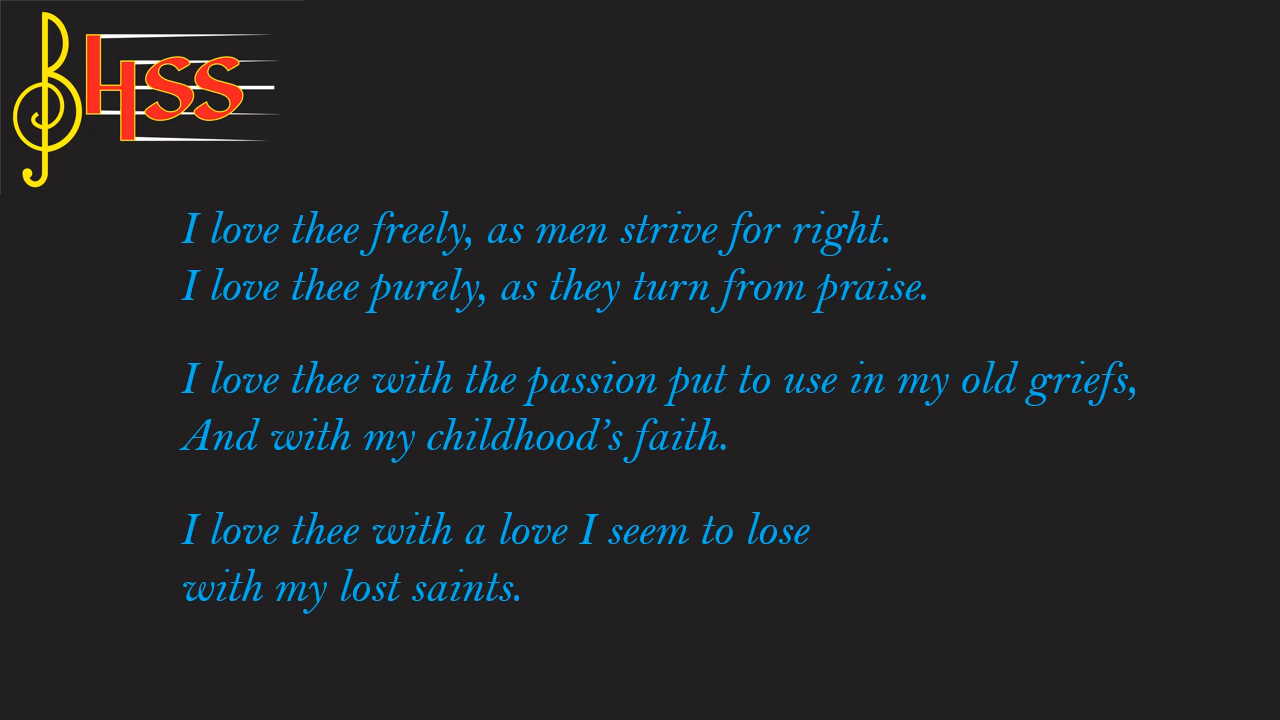 HSS
I love thee freely, as men strive for right.
I love thee purely, as they turn from praise.
I love thee with the passion put to use in my old griefs,
And with my childhood’s faith.
I love thee with a love I seem to lose
with my lost saints.